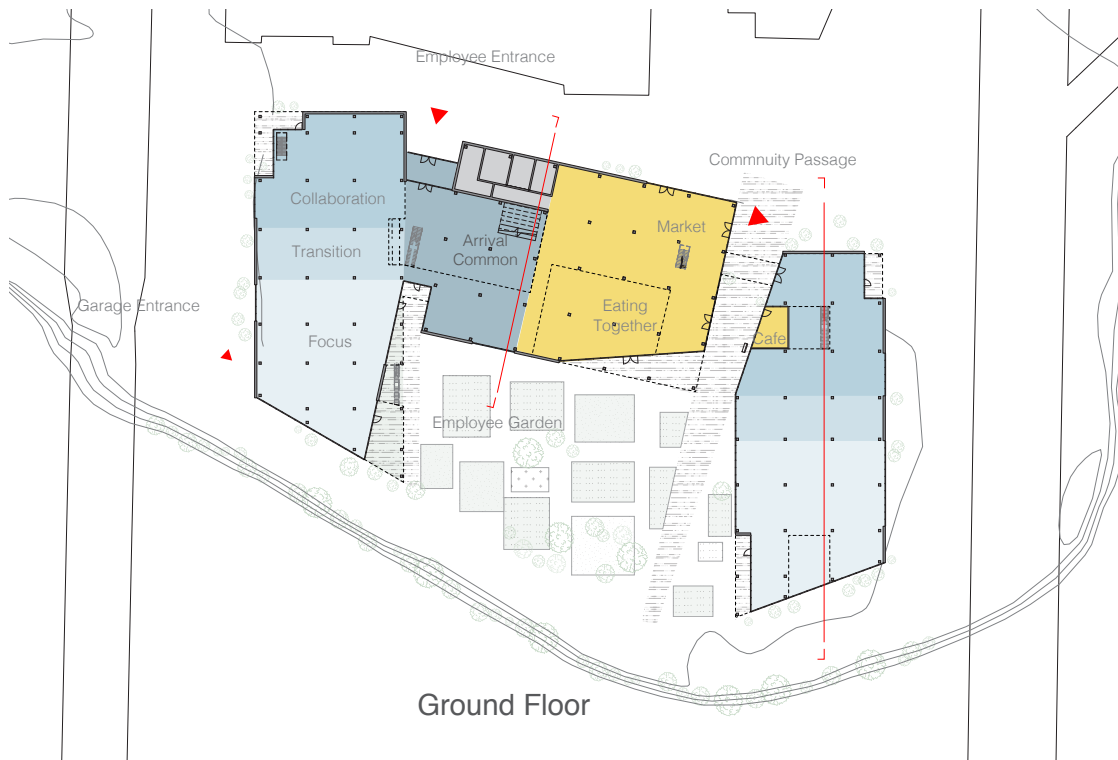 Employee Entrance
Commnuity Passage
Collaboration
Market
Arrival
Common
Transition
Garage Entrance
Eating
Together
Focus
Cafe
Employee Garden
Ground Floor